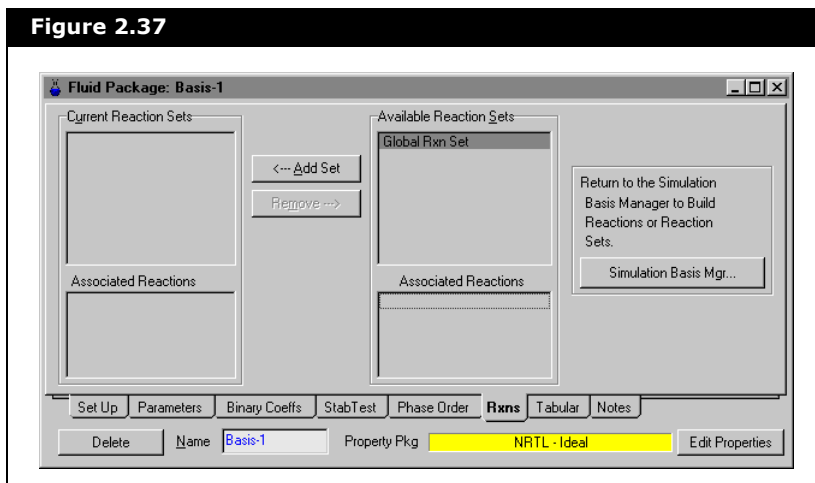 Figure 2.37
Fluid Package: Basis-1
Current Reaction Sets
Available Reaction Sets
Global Rxn Set
<--- Add Set
Remove --->
Return to the Simulation
Basis Manager to Build
Reactions or Reaction
Sets.
Simulation Basis Mgr...
Associated Reactions
Associated Reactions
Set Up Parameters Binary Coeffs StabTest Phase Order Rxns Tabular Notes
Delete Name Basis-1 Property Pkg NRTL - Ideal Edit Properties